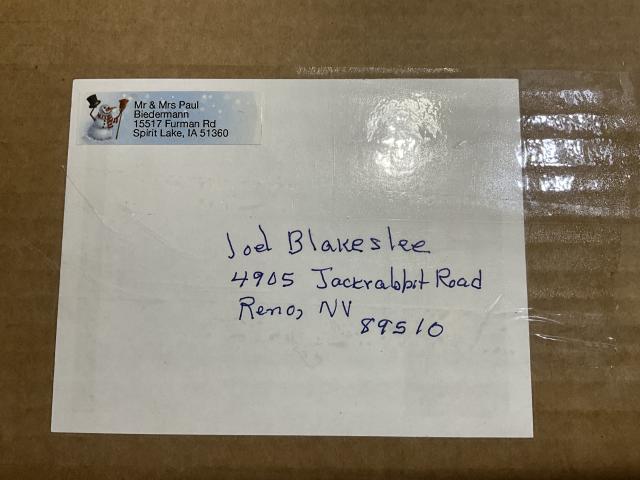 Mr & Mrs Paul
Biedermann
15517 Furman Rd
Spirit Lake, IA 51360
Joel Blakeslee
4905 Jackrabbit Road
Reno, NV
89510